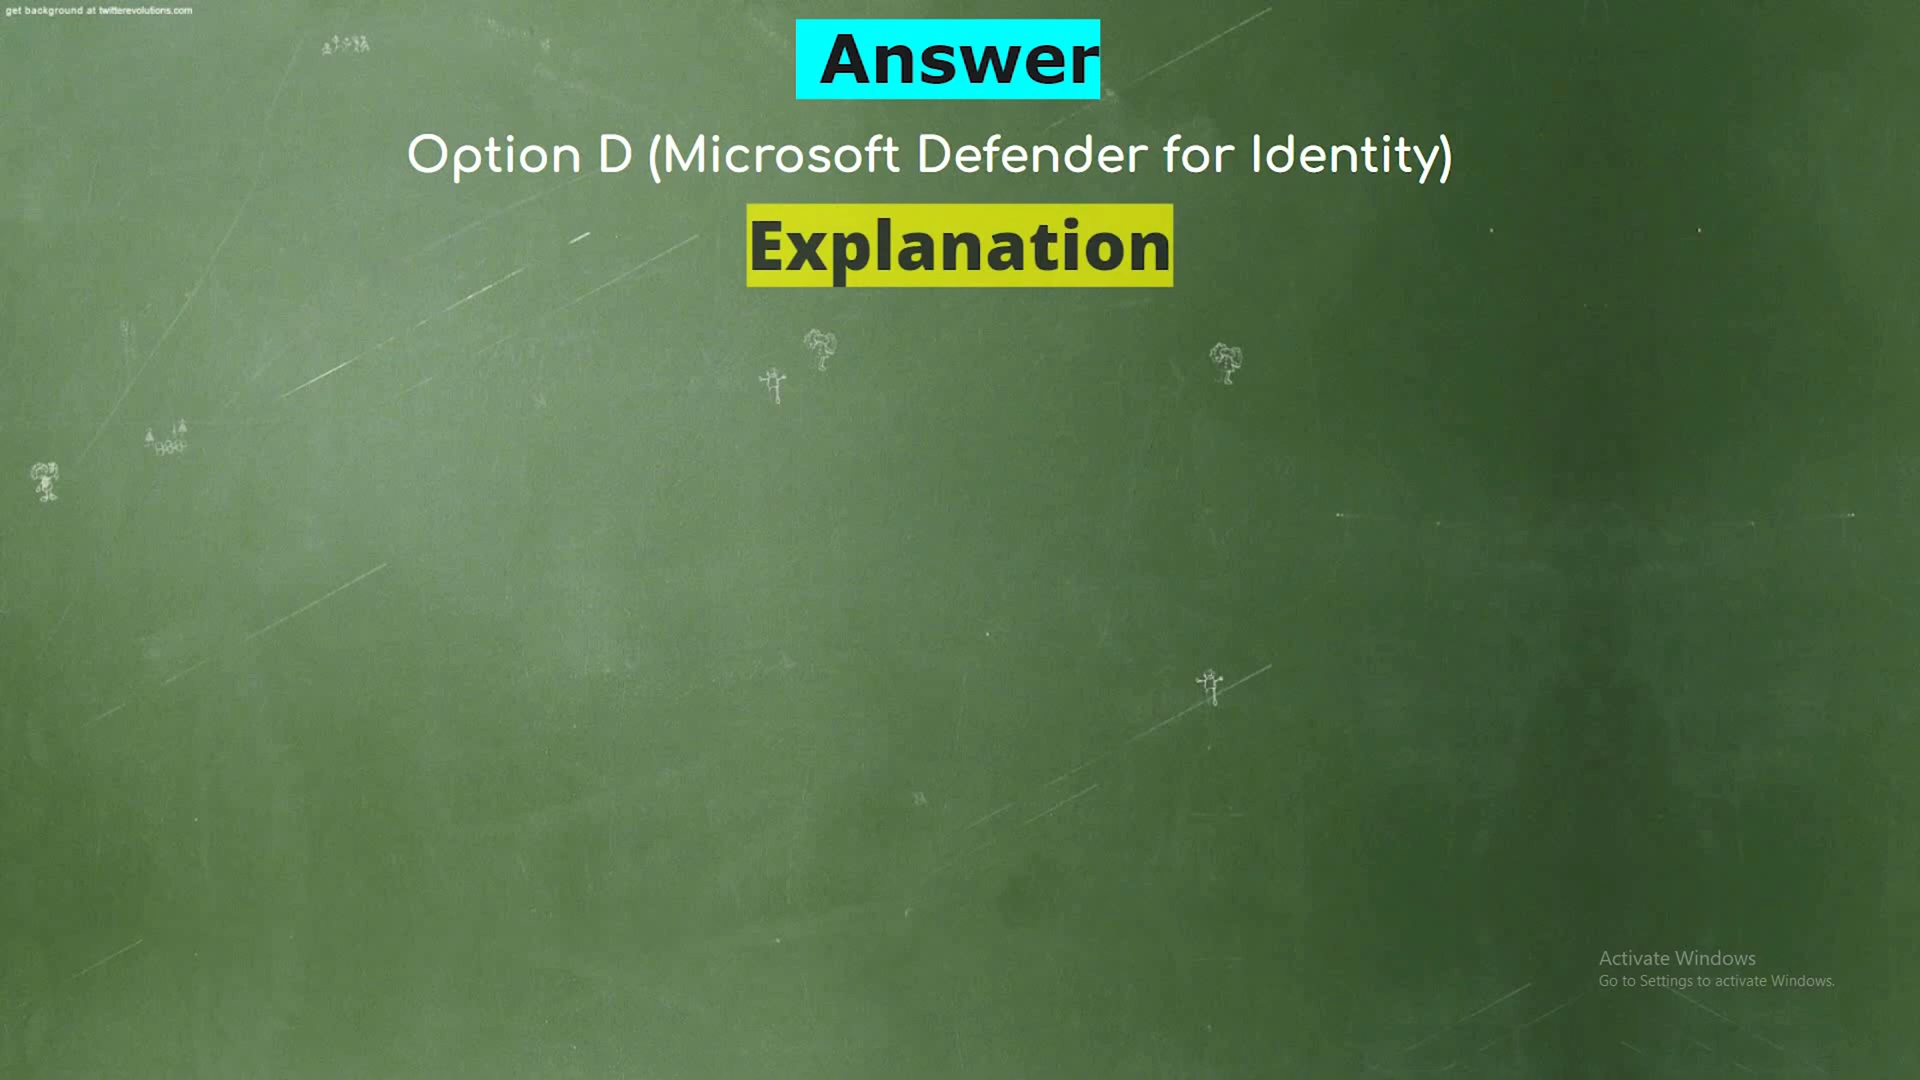 get background at twitterevolutions.com
Answer
Option D (Microsoft Defender for Identity)
Explanation
Activate Windows
Go to Settings to activate Windows.